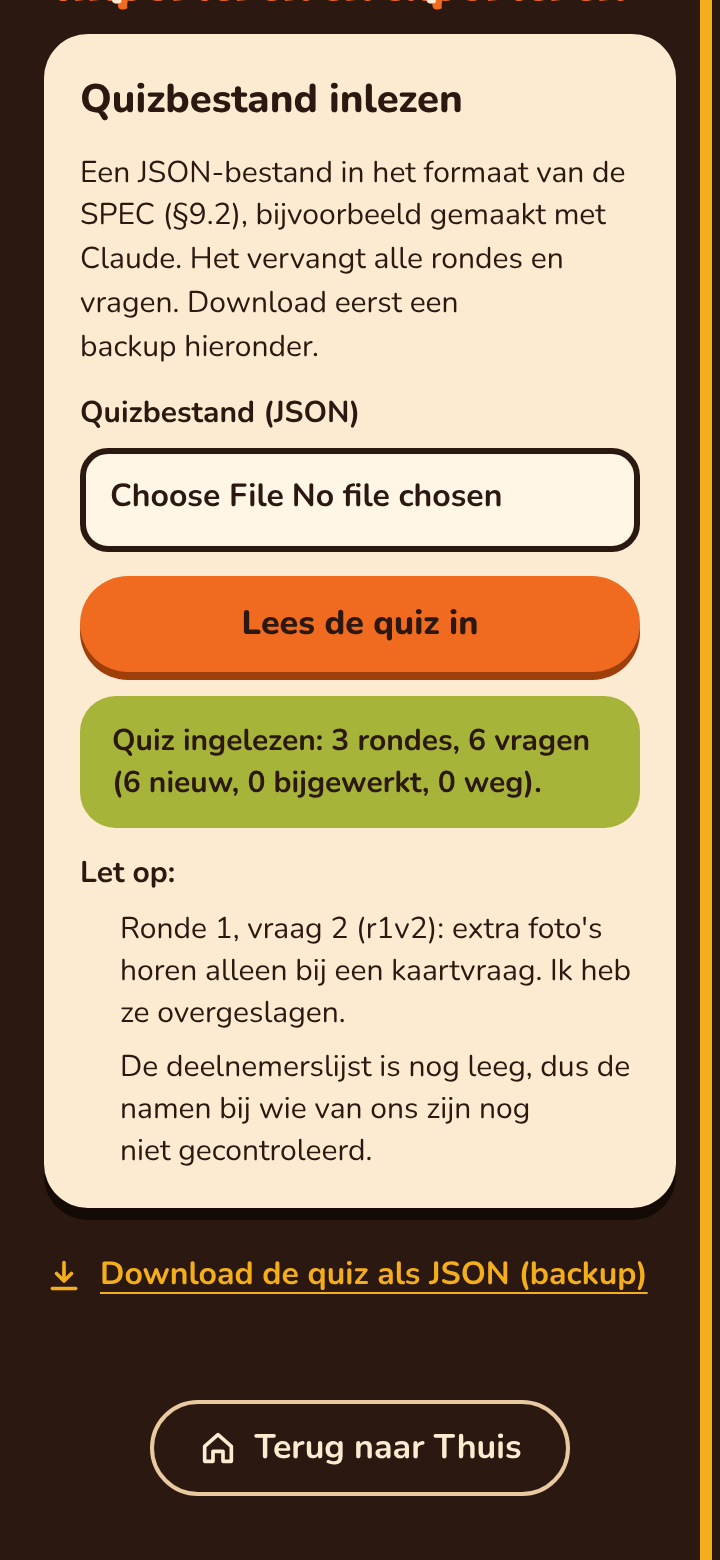 Quizbestand inlezen
Een JSON-bestand in het formaat van de
SPEC (§9.2), bijvoorbeeld gemaakt met
Claude. Het vervangt alle rondes en
vragen. Download eerst een
backup hieronder.
Quizbestand (JSON)
Choose File No file chosen
Lees de quiz in
Quiz ingelezen: 3 rondes, 6 vragen
(6 nieuw, 0 bijgewerkt, 0 weg).
Let op:
Ronde 1, vraag 2 (r1v2): extra foto's
horen alleen bij een kaartvraag. Ik heb
ze overgeslagen.
De deelnemerslijst is nog leeg, dus de
namen bij wie van ons zijn nog
niet gecontroleerd.
Download de quiz als JSON (backup)
Terug naar Thuis